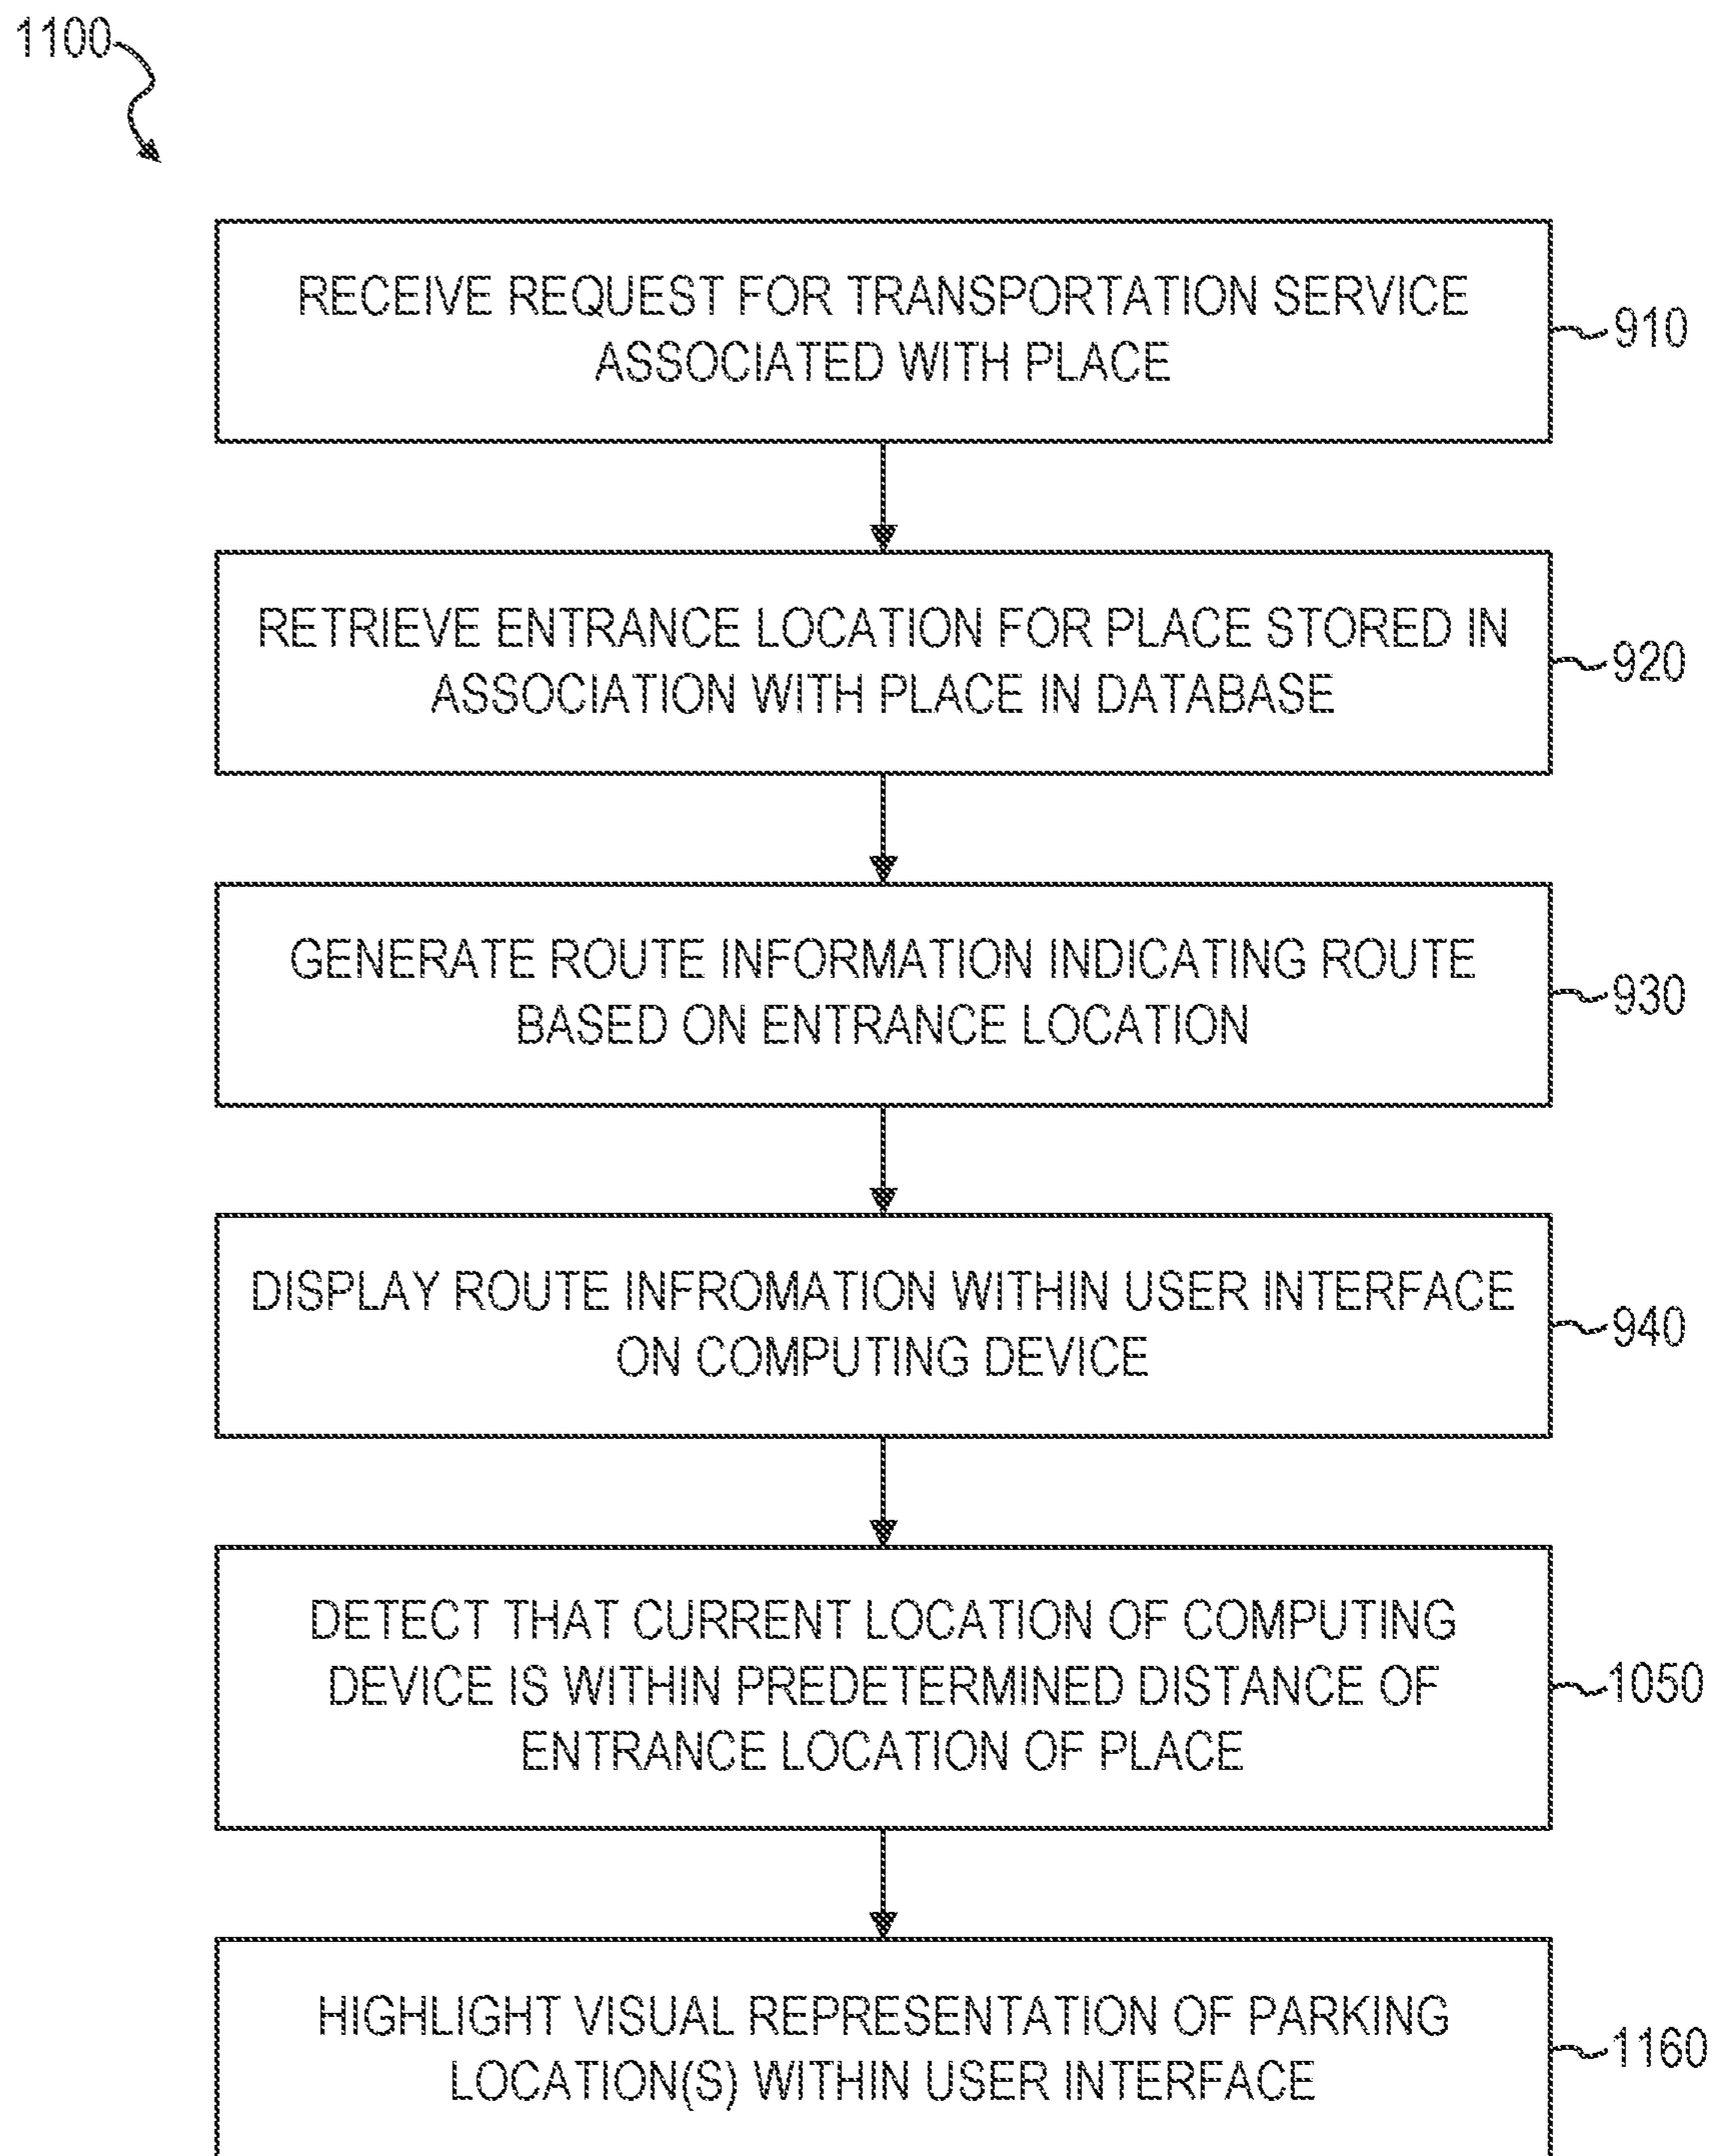 1100
RECEIVE REQUEST FOR TRANSPORTATION SERVICE
ASSOCIATED WITH PLACE
910
RETRIEVE ENTRANCE LOCATION FOR PLACE STORED IN
ASSOCIATION WITH PLACE IN DATABASE
920
GENERATE ROUTE INFORMATION INDICATING ROUTE
BASED ON ENTRANCE LOCATION
930
DISPLAY ROUTE INFROMATION WITHIN USER INTERFACE
ON COMPUTING DEVICE
940
DETECT THAT CURRENT LOCATION OF COMPUTING
DEVICE IS WITHIN PREDETERMINED DISTANCE OF
ENTRANCE LOCATION OF PLACE
1050
HIGHLIGHT VISUAL REPRESENTATION OF PARKING
LOCATION(S) WITHIN USER INTERFACE
1160